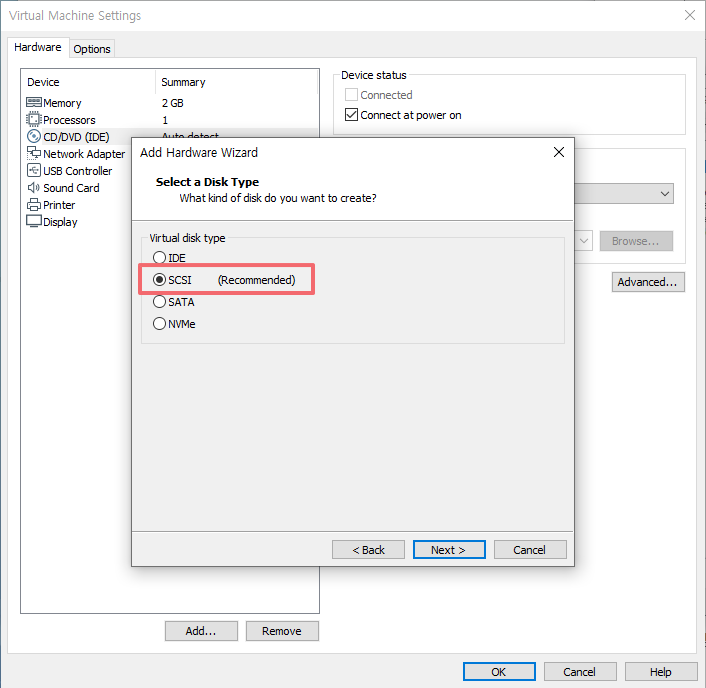 Virtual Machine Settings
Hardware
Options
Device Summary
Memory 2 GB
Processors 1
CD/DVD (IDE) Auto detect
Network Adapter
USB Controller
Sound Card
Printer
Display
Add... Remove
Device status
Connected
Connect at power on
Browse...
Advanced...
Add Hardware Wizard
Select a Disk Type
What kind of disk do you want to create?
Virtual disk type
IDE
SCSI (Recommended)
SATA
NVMe
< Back Next > Cancel
OK Cancel Help